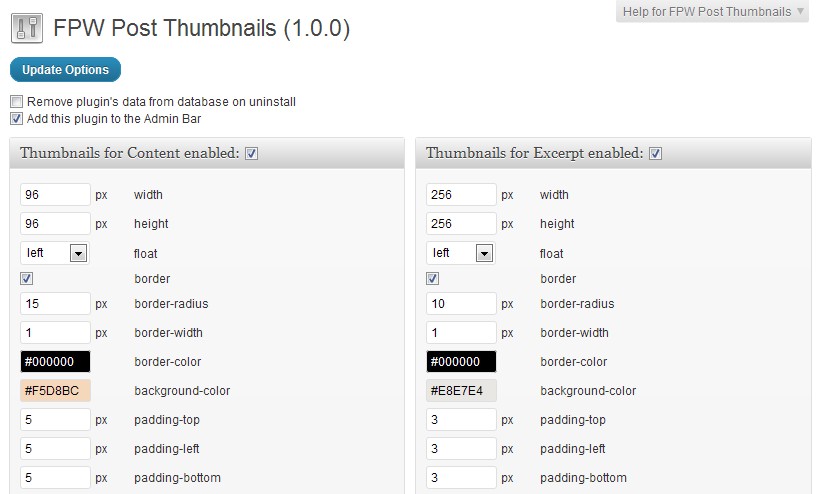 FPW Post Thumbnails (1.0.0)
Help for FPW Post Thumbnails
Update Options
Remove plugin's data from database on uninstall
Add this plugin to the Admin Bar
Thumbnails for Content enabled:
96 px width
96 px height
left float
border
15 px border-radius
1 px border-width
#000000 border-color
#F5D8BC background-color
5 px padding-top
5 px padding-left
5 px padding-bottom
Thumbnails for Excerpt enabled:
256 px width
256 px height
left float
border
10 px border-radius
1 px border-width
#000000 border-color
#E8E7E4 background-color
3 px padding-top
3 px padding-left
3 px padding-bottom